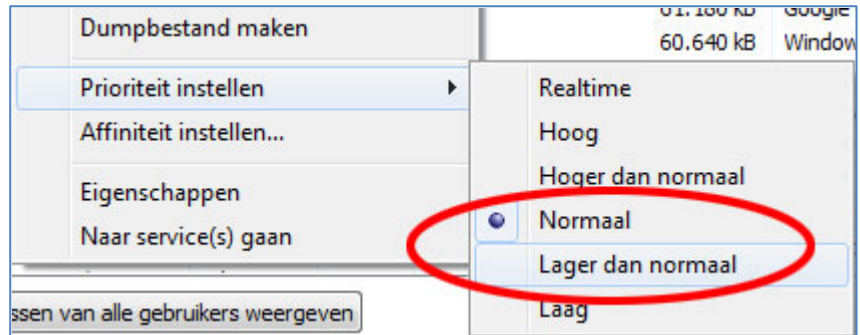 61.180 kB Google
Dumpbestand maken
60.640 kB Window
Prioriteit instellen
Realtime
Affiniteit instellen...
Hoog
Hoger dan normaal
Eigenschappen
Normaal
Naar service(s) gaan
Lager dan normaal
ssen van alle gebruikers weergeven
Laag